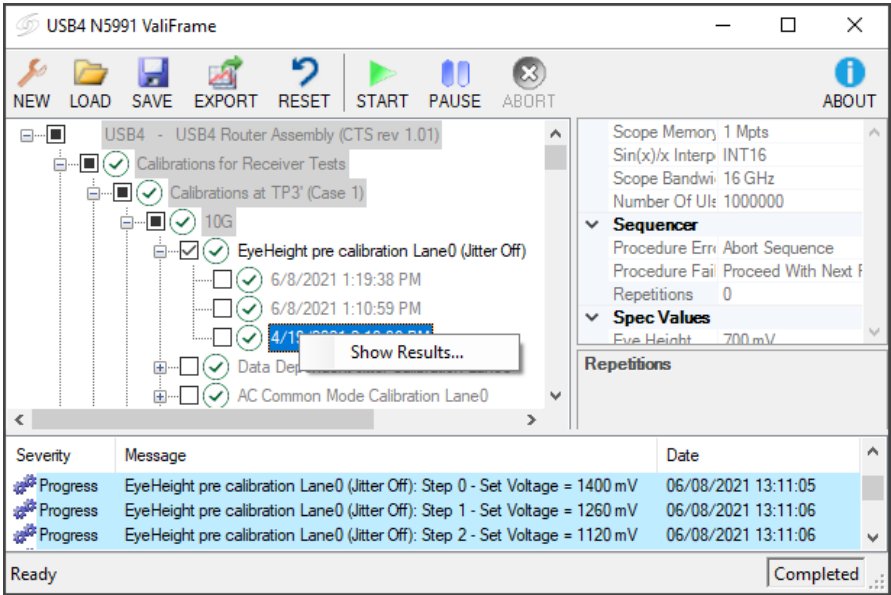 USB4 N5991 ValiFrame
NEW LOAD SAVE EXPORT RESET START PAUSE ABORT ABOUT
USB4 - USB4 Router Assembly (CTS rev 1.01)
Calibrations for Receiver Tests
Calibrations at TP3' (Case 1)
10G
EyeHeight pre calibration Lane0 (Jitter Off)
6/8/2021 1:19:38 PM
6/8/2021 1:10:59 PM
Show Results...
Data
AC Common Mode Calibration Lane0
Scope Memory 1 Mpts
Sin(x)/x Interp INT16
Scope Bandwi 16 GHz
Number Of UIs 1000000
Sequencer
Procedure Erro Abort Sequence
Procedure Fail Proceed With Next F
Repetitions 0
Spec Values
Eye Height 700 mV
Repetitions
Severity Message Date
Progress EyeHeight pre calibration Lane0 (Jitter Off): Step 0 - Set Voltage = 1400 mV 06/08/2021 13:11:05
Progress EyeHeight pre calibration Lane0 (Jitter Off): Step 1 - Set Voltage = 1260 mV 06/08/2021 13:11:06
Progress EyeHeight pre calibration Lane0 (Jitter Off): Step 2 - Set Voltage = 1120 mV 06/08/2021 13:11:06
Ready Completed